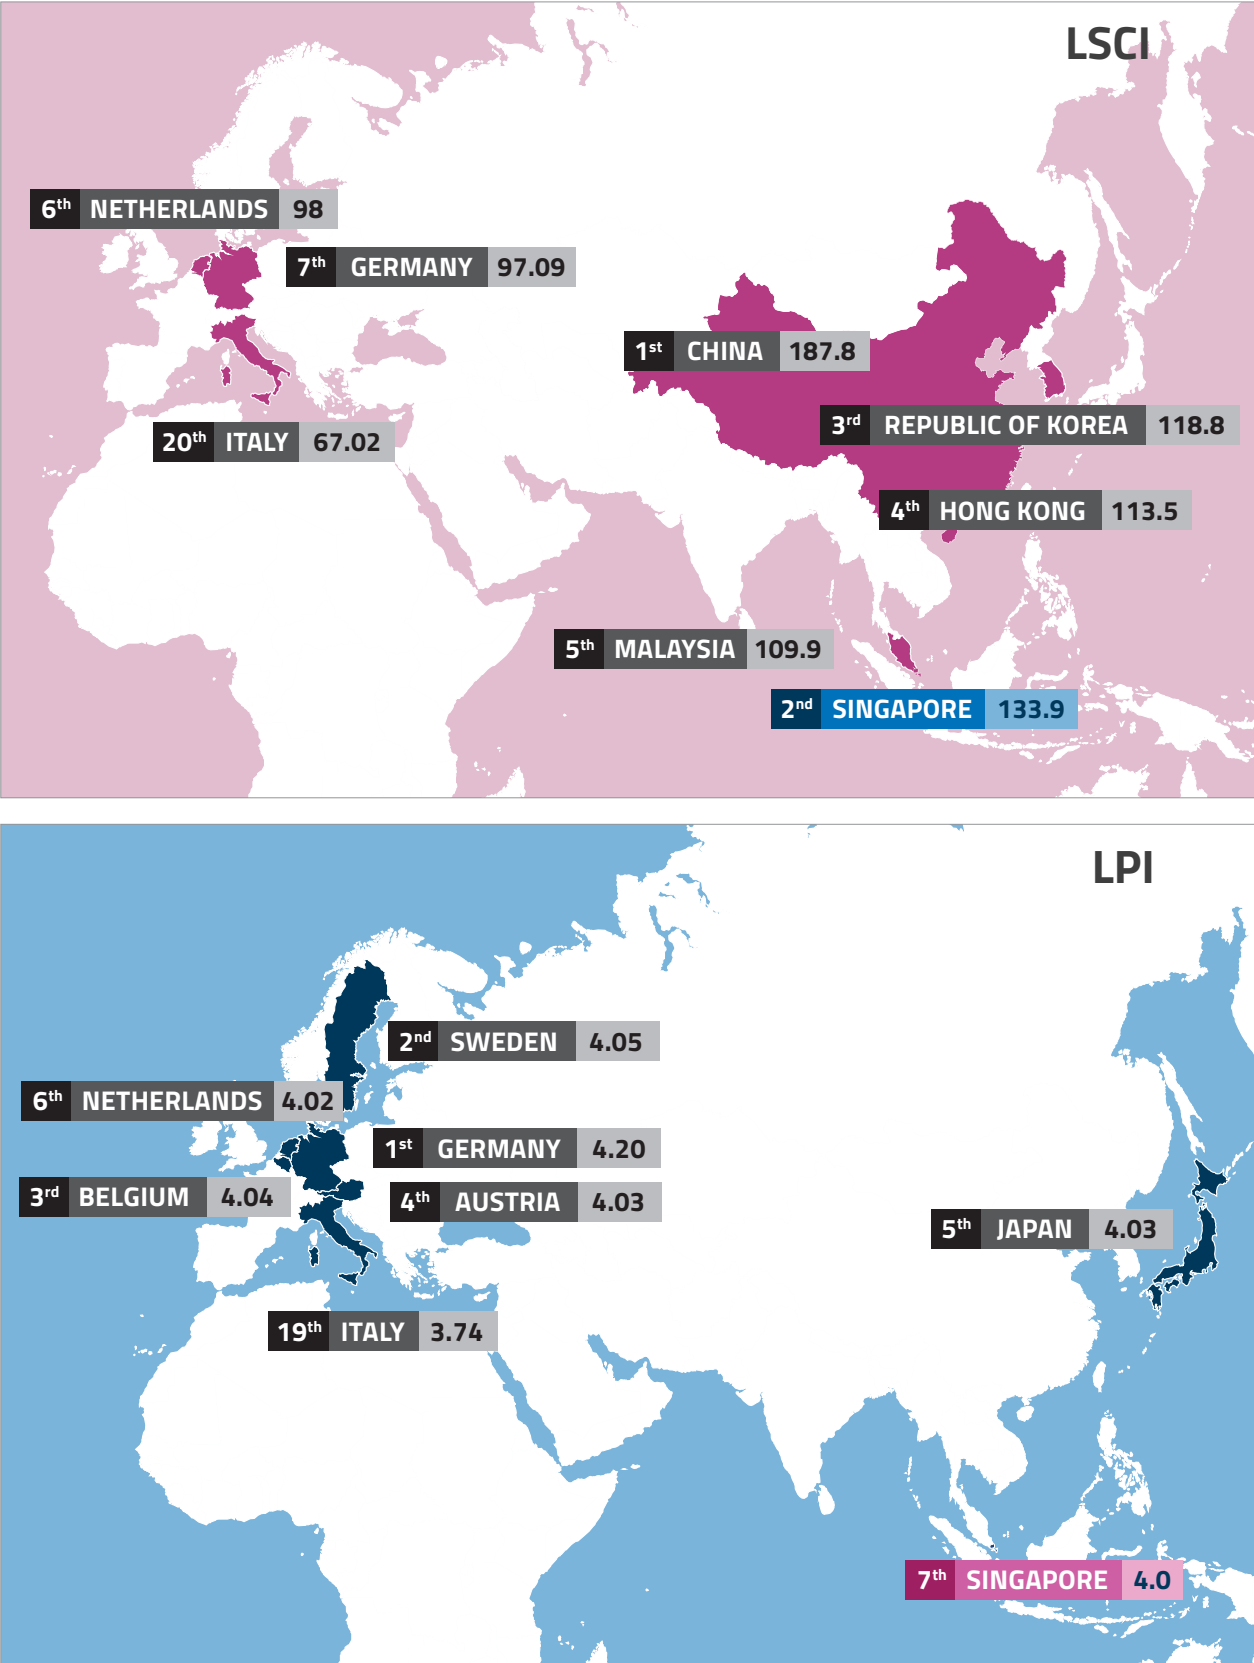 LSCI
6th NETHERLANDS 98
7th GERMANY 97.09
1st CHINA 187.8
3rd REPUBLIC OF KOREA 118.8
20th ITALY 67.02
4th HONG KONG 113.5
5th MALAYSIA 109.9
2nd SINGAPORE 133.9
LPI
2nd SWEDEN 4.05
6th NETHERLANDS 4.02
1st GERMANY 4.20
3rd BELGIUM 4.04
4th AUSTRIA 4.03
5th JAPAN 4.03
19th ITALY 3.74
7th SINGAPORE 4.0